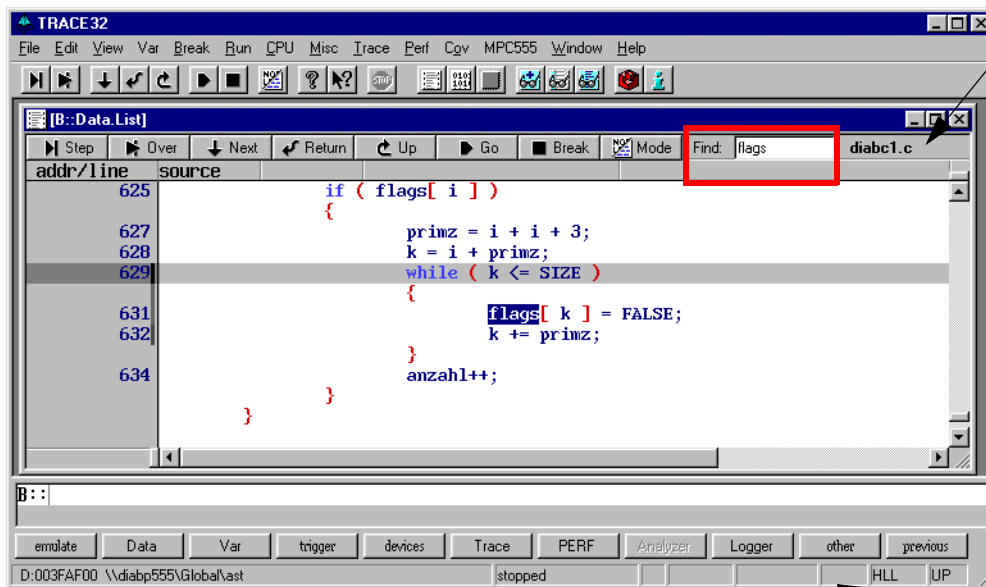 TRACE32
File Edit View Var Break Run CPU Misc Trace Perf Cov MPC555 Window Help
STOP 0101 101
[B::Data.List]
Step Over Next Return Up Go Break Mode Find: flags diabc1.c
addr/line source
625 if ( flags[ i ] )
{
627 primz = i + i + 3;
628 k = i + primz;
629 while ( k <= SIZE )
{
631 flags[ k ] = FALSE;
632 k += primz;
}
634 anzahl++;
}
}
B::
emulate Data Var trigger devices Trace PERF Analyzer Logger other previous
D:003FAF00 \\diabp555\Global\ast stopped HLL UP